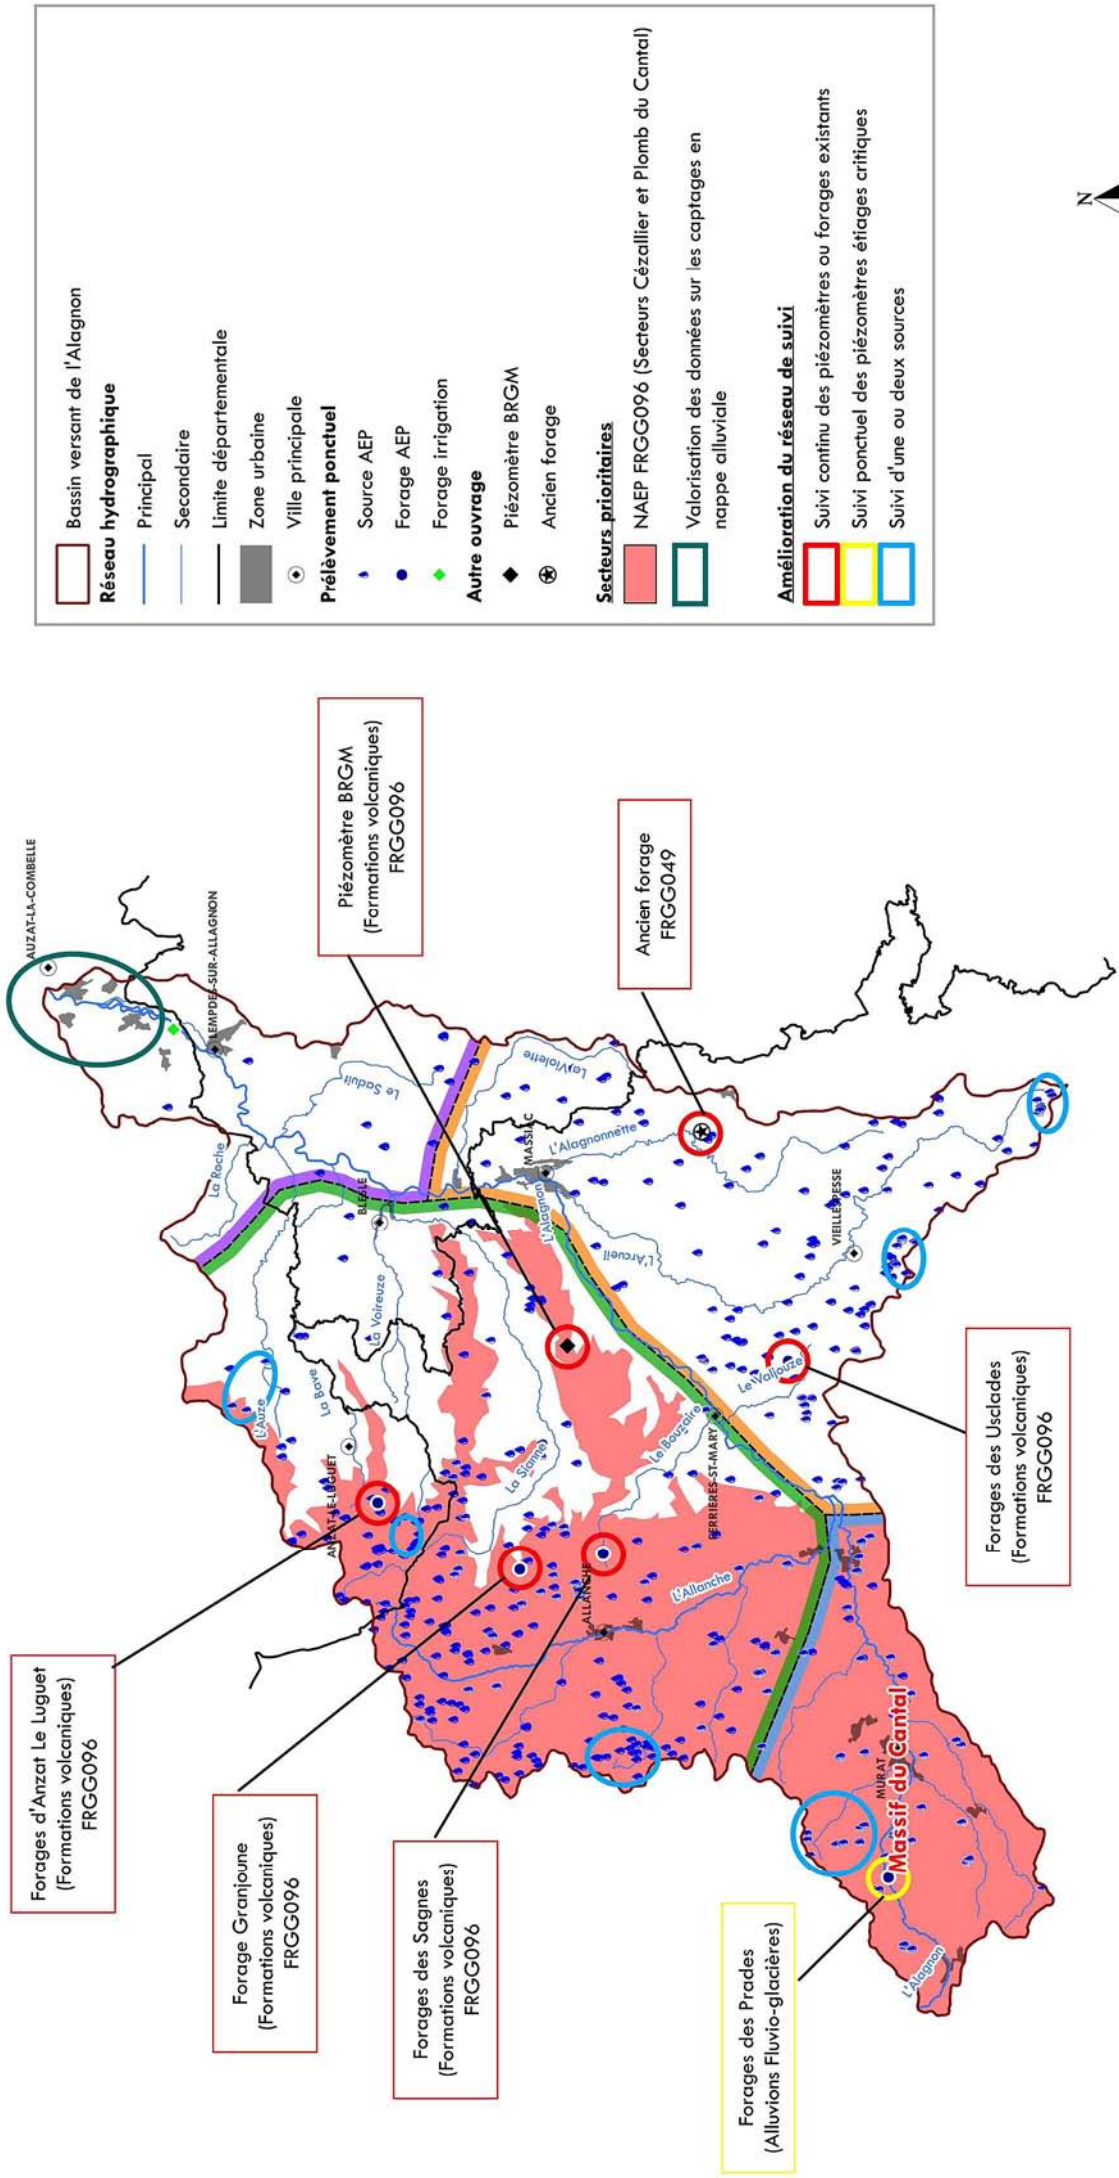 Forages d'Anzat Le Luguet
(Formations volcaniques)
FRGG096
Forage Granjoune
(Formations volcaniques)
FRGG096
Forages des Sagnes
(Formations volcaniques)
FRGG096
Forages des Prades
(Alluvions Fluvio-glacières)
Piézomètre BRGM
(Formations volcaniques)
FRGG096
Ancien forage
FRGG049
Forages des Usclades
(Formations volcaniques)
FRGG096
AUZAT-LA-COMBELLE
LEMPDES-SUR-ALLAGNON
La Roche
Le Saduit
BLESLE
La Violette
L'Auze
La Bave
La Voireuze
ANZAT-LE-LUGUET
MASSIAC
L'Alagnonnette
L'Alagnon
La Sianne
L'Arcueil
ALLANCHE
L'Allanche
Le Bouzaire
FERRIERES-ST-MARY
Le Valjouze
VIEILLESPESSE
MURAT
Massif du Cantal
L'Alagnon
Bassin versant de l'Alagnon
Réseau hydrographique
Principal
Secondaire
Limite départementale
Zone urbaine
Ville principale
Prélèvement ponctuel
Source AEP
Forage AEP
Forage irrigation
Autre ouvrage
Piézomètre BRGM
Ancien forage
Secteurs prioritaires
NAEP FRGG096 (Secteurs Cézallier et Plomb du Cantal)
Valorisation des données sur les captages en
nappe alluviale
Amélioration du réseau de suivi
Suivi continu des piézomètres ou forages existants
Suivi ponctuel des piézomètres étiages critiques
Suivi d'une ou deux sources
N